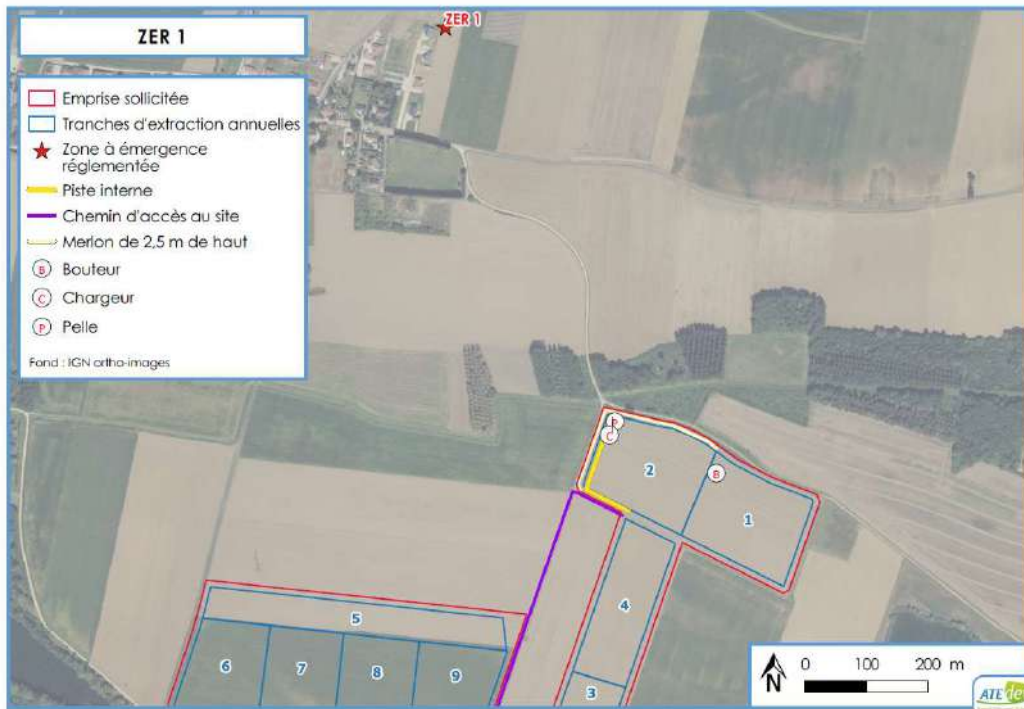 ZER 1
ZER 1
Emprise sollicitée
Tranches d'extraction annuelles
Zone à émergence
réglementée
Piste interne
Chemin d'accès au site
Merlon de 2,5 m de haut
B Bouteur
C Chargeur
P Pelle
Fond : IGN ortho-images
P
C
2
B
1
4
5
6
7
8
9
3
N
0 100 200 m
ATE dev